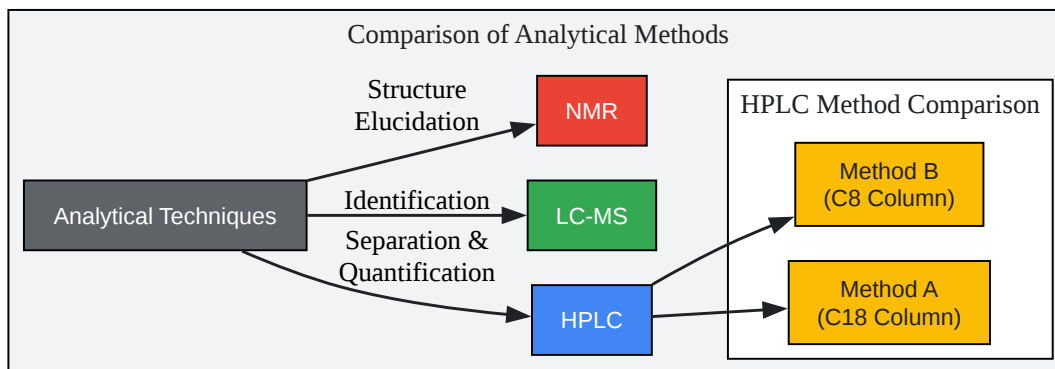 Comparison of Analytical Methods
Structure
Elucidation
NMR
HPLC Method Comparison
Method B
(C8 Column)
Analytical Techniques
Identification
LC-MS
Separation &
Quantification
HPLC
Method A
(C18 Column)